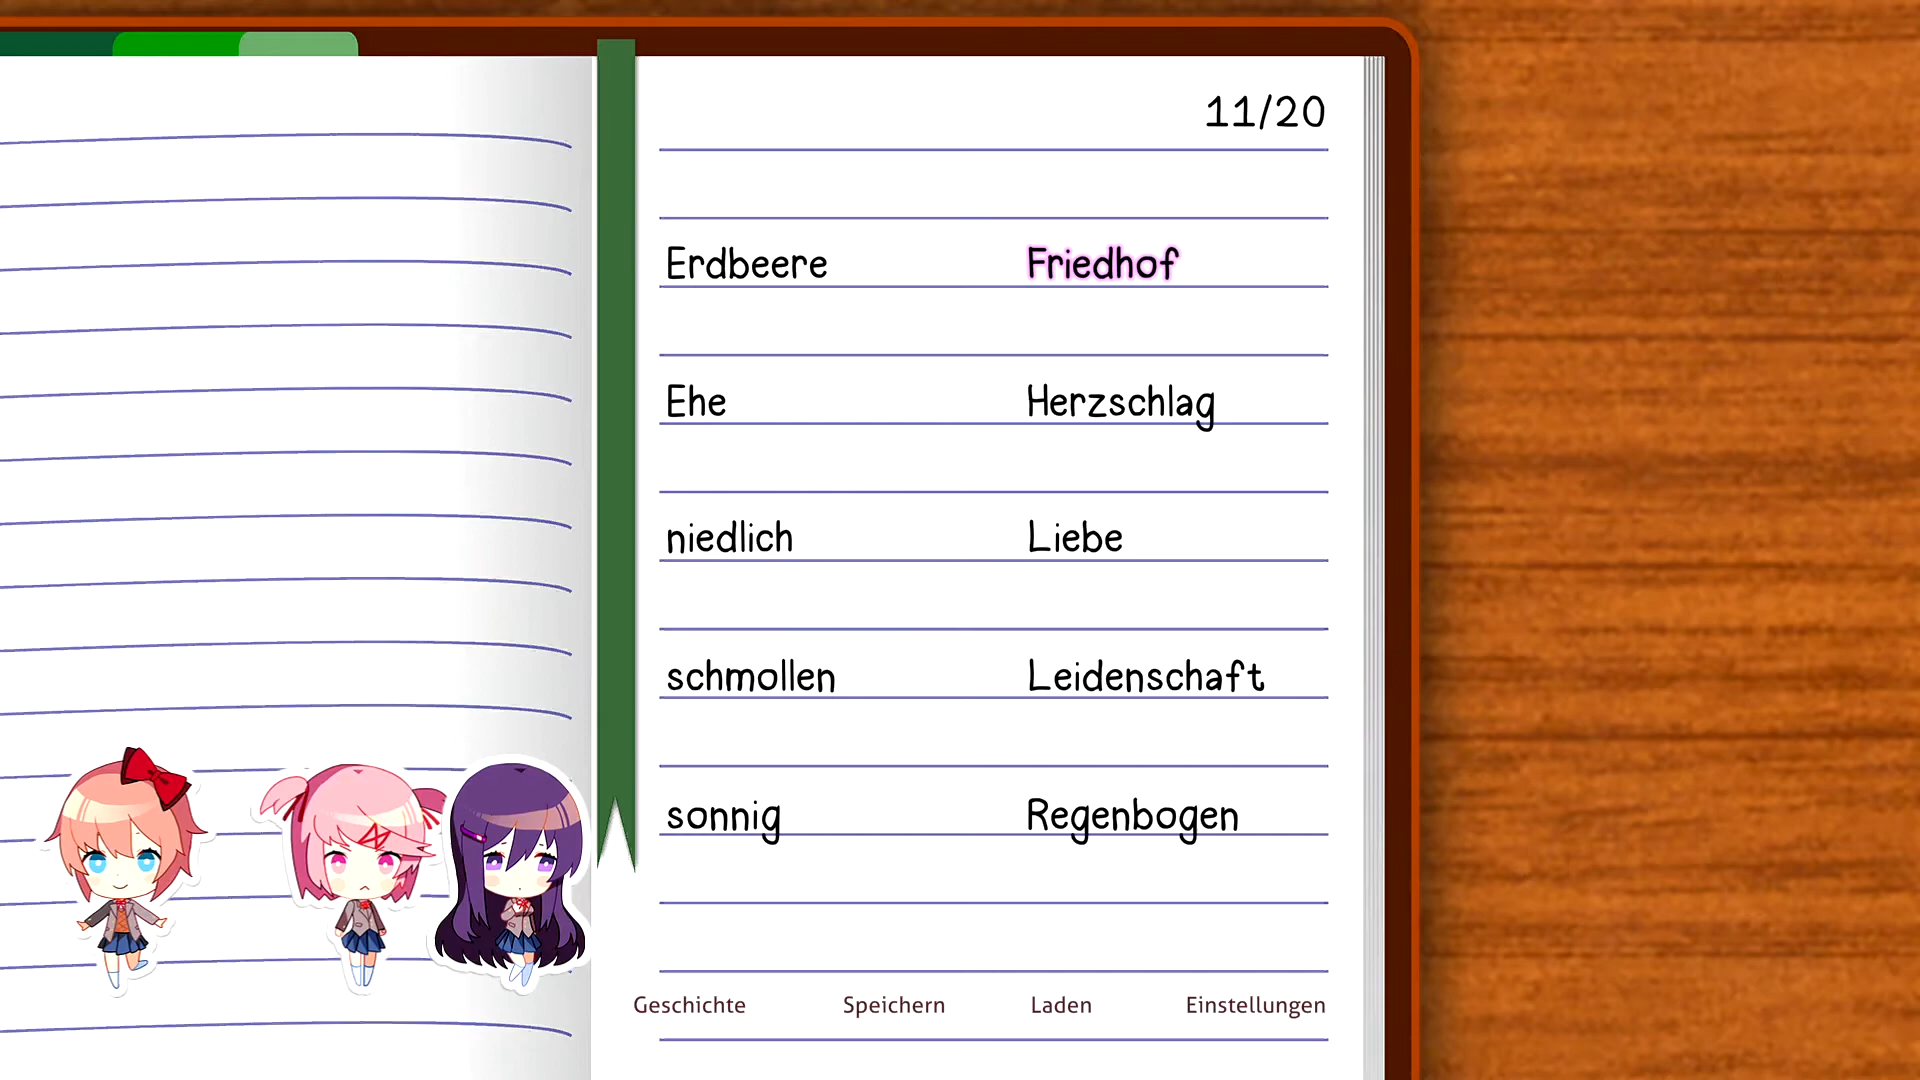 11/20
Erdbeere Friedhof
Ehe Herzschlag
niedlich Liebe
schmollen Leidenschaft
sonnig Regenbogen
Geschichte Speichern Laden Einstellungen